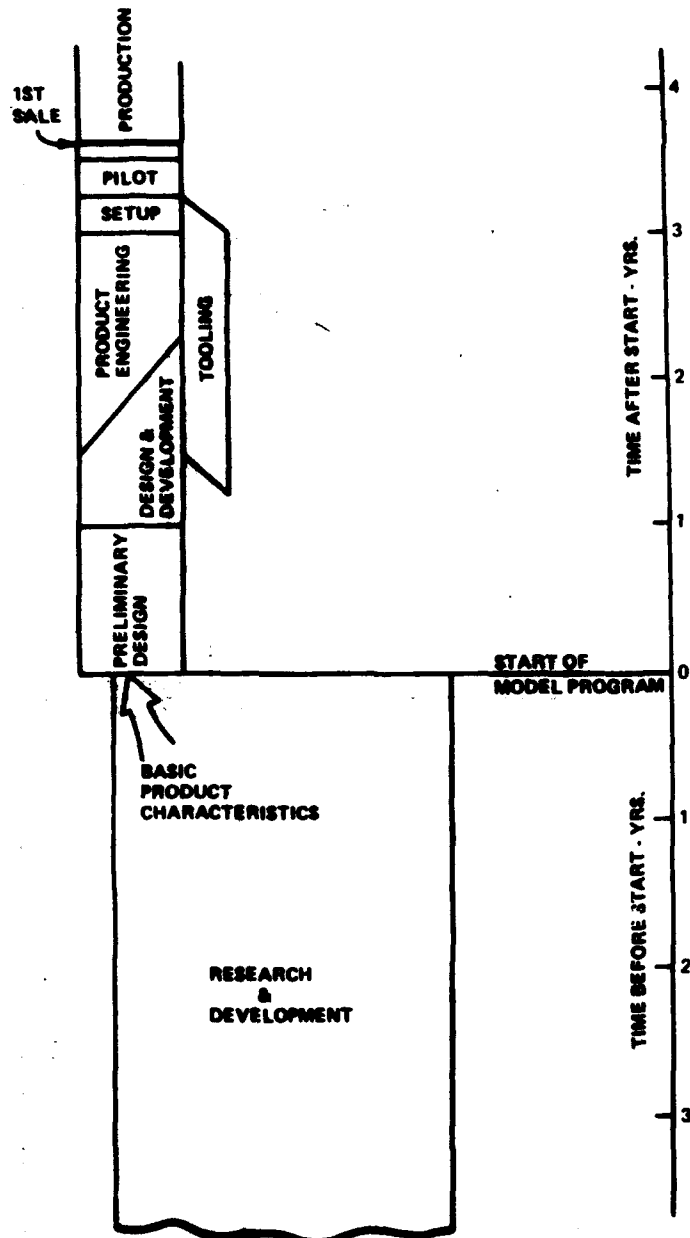 PRODUCTION
1ST
SALE
PILOT
SETUP
PRODUCT
ENGINEERING
TOOLING
DESIGN &
DEVELOPMENT
PRELIMINARY
DESIGN
BASIC
PRODUCT
CHARACTERISTICS
RESEARCH
&
DEVELOPMENT
START OF
MODEL PROGRAM
4
3
2
1
0
1
2
3
TIME AFTER START - YRS.
TIME BEFORE START - YRS.